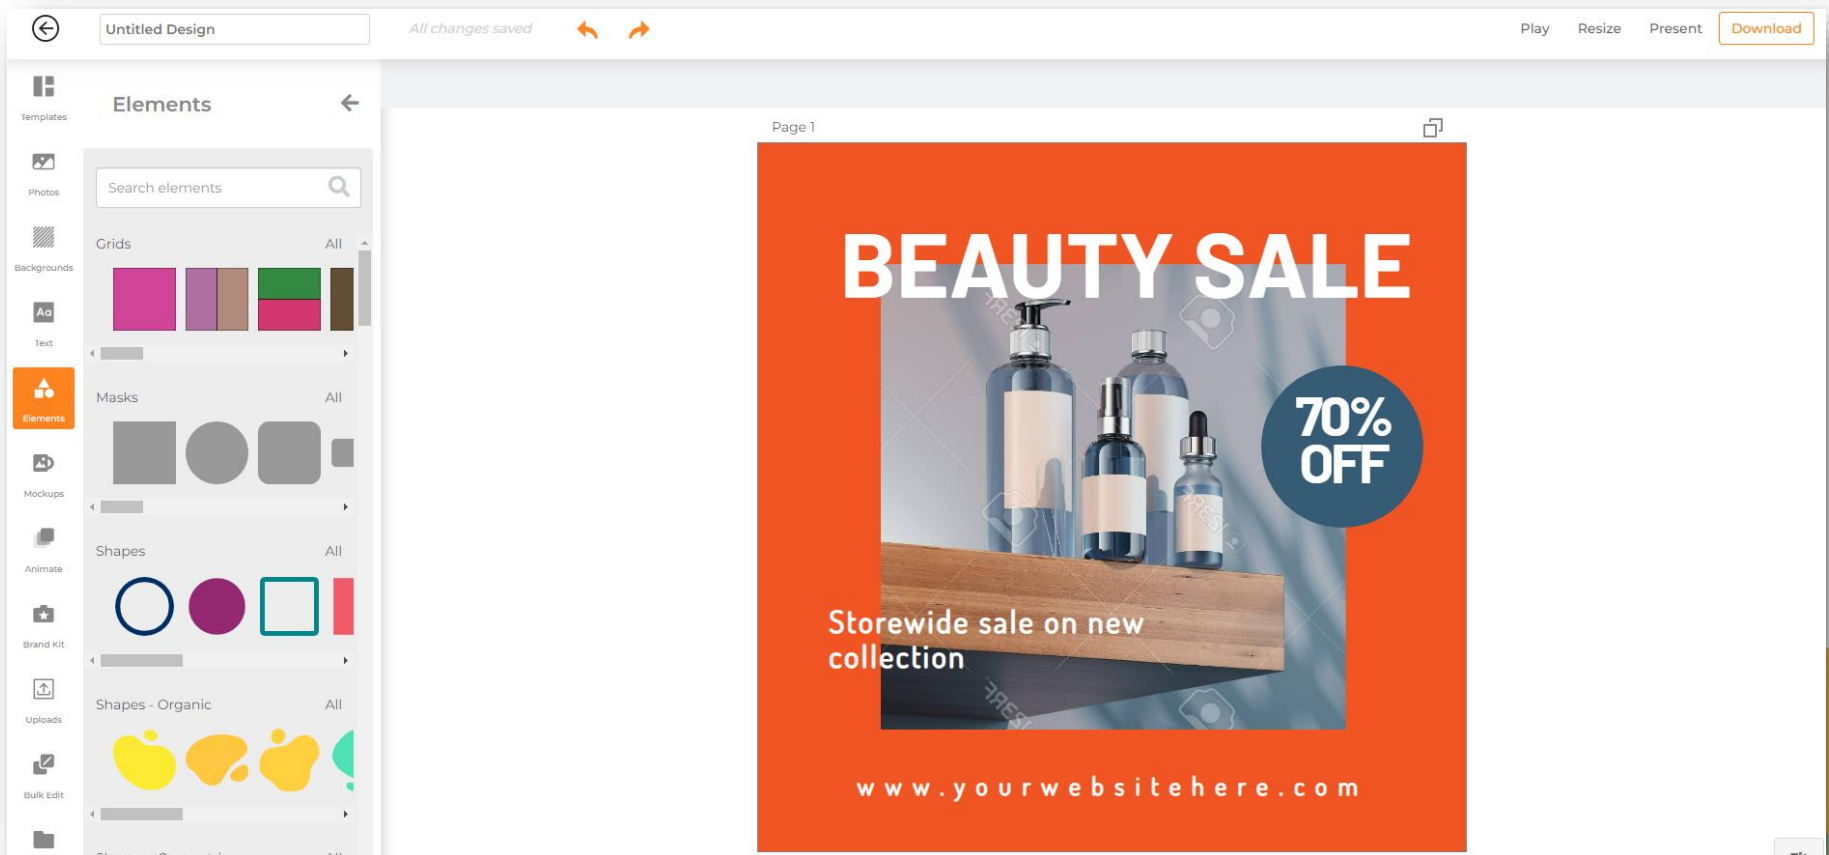 Untitled Design
All changes saved
Play
Resize
Present
Download
Templates
Photos
Backgrounds
Aa
Text
Elements
Mockups
Animate
Brand Kit
Uploads
Bulk Edit
Elements
Search elements
Grids
All
Masks
All
Shapes
All
Shapes - Organic
All
Page 1
BEAUTY SALE
70%
OFF
Storewide sale on new
collection
www.yourwebsitehere.com